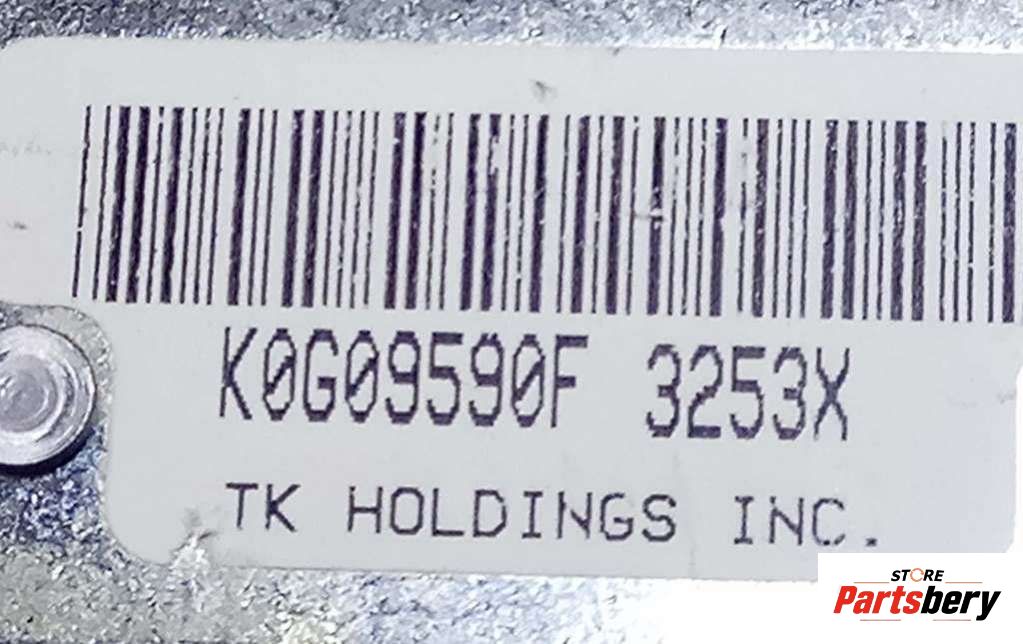 K0G09590F 3253X
TK HOLDINGS INC.
STORE
Partsbery